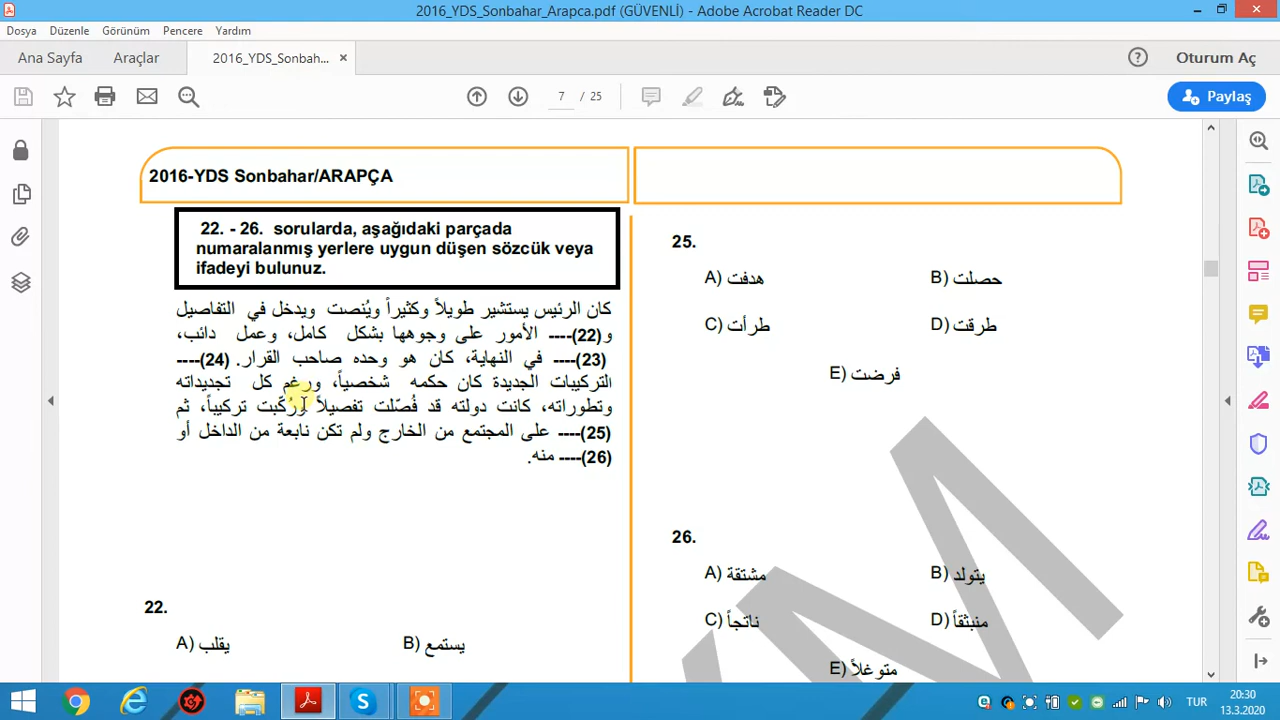 2016_YDS_Sonbahar_Arapca.pdf (GÜVENLİ) - Adobe Acrobat Reader DC
Dosya Düzenle Görünüm Pencere Yardım
Ana Sayfa Araçlar 2016_YDS_Sonbah... Oturum Aç
7 / 25 Paylaş
2016-YDS Sonbahar/ARAPÇA
22. - 26. sorularda, aşağıdaki parçada
numaralanmış yerlere uygun düşen sözcük veya
ifadeyi bulunuz.
كان الرئيس يستشير طويلاً وكثيراً ويُنصت ويدخل في التفاصيل
و(22)---- الأمور على وجوهها بشكل كامل، وعمل دائب،
(23)---- في النهاية، كان هو وحده صاحب القرار. (24)----
التركيبات الجديدة كان حكمه شخصياً، ورغم كل تجديداته
وتطوراته، كانت دولته قد فُصّلت تفصيلاً ورُكّبت تركيباً، ثم
(25)---- على المجتمع من الخارج ولم تكن نابعة من الداخل أو
(26)---- منه.
22.
A) يقلب
B) يستمع
25.
A) هدفت
B) حصلت
C) طرأت
D) طرقت
E) فرضت
26.
A) مشتقة
B) يتولد
C) ناتجاً
D) منبثقاً
E) متوغلاً
TUR
20:30
13.3.2020